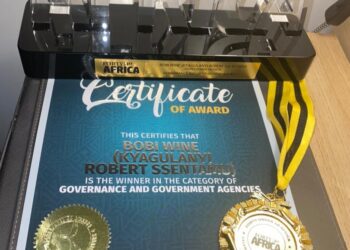 AFRICA
Certificate
OF AWARD
THIS CERTIFIES THAT
BOBI WINE
(KYAGULANYI
ROBERT SSENTAMU)
IS THE WINNER IN THE CATEGORY OF
GOVERNANCE AND GOVERNMENT AGENCIES
AFRICA